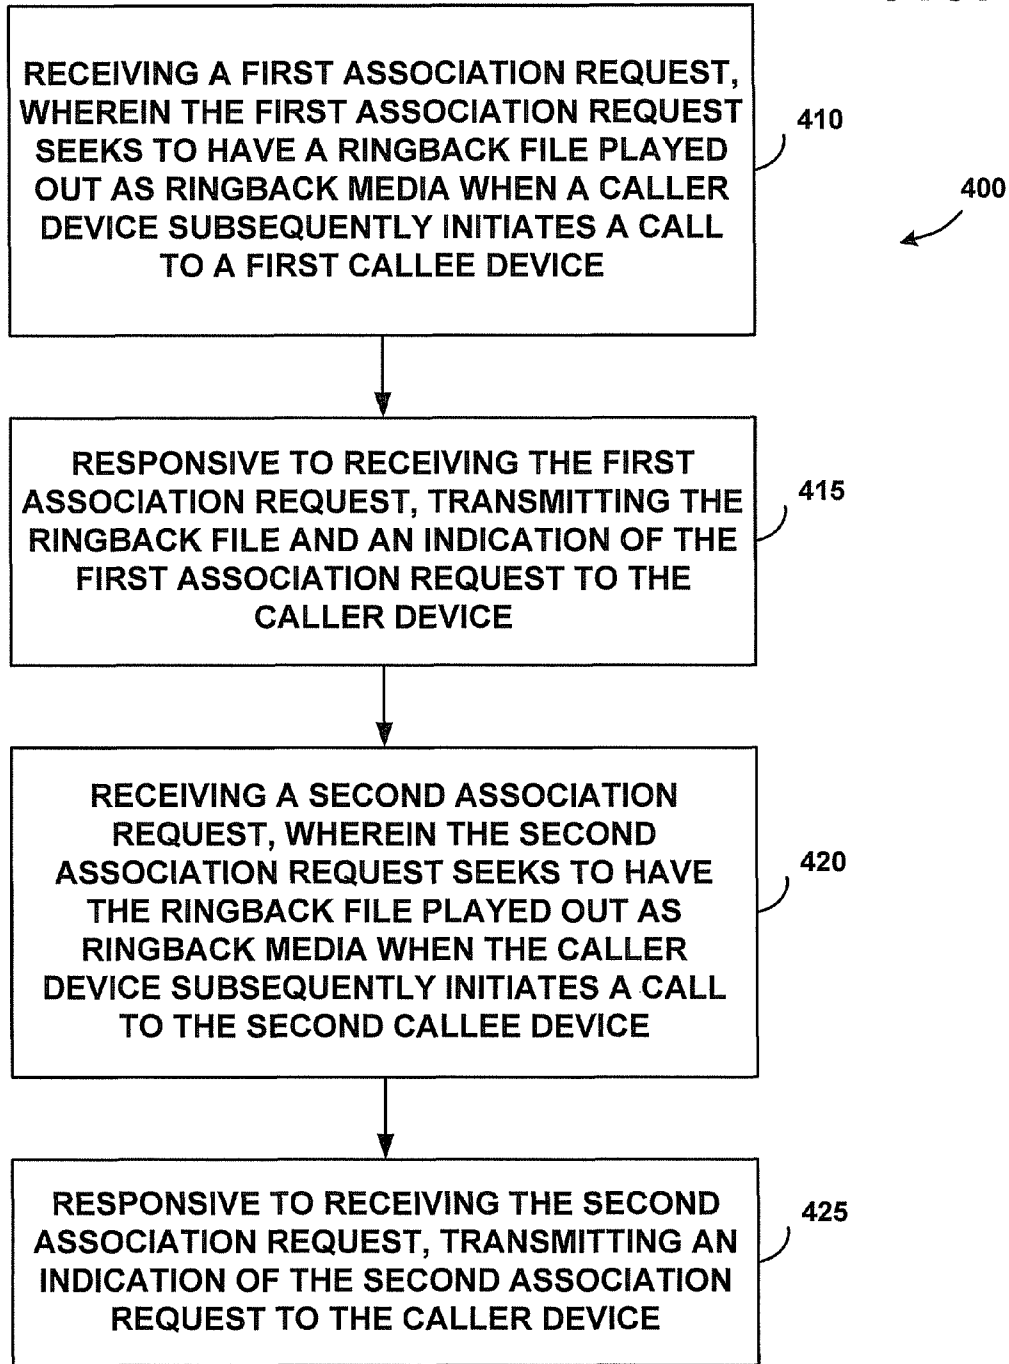 RECEIVING A FIRST ASSOCIATION REQUEST,
WHEREIN THE FIRST ASSOCIATION REQUEST
SEEKS TO HAVE A RINGBACK FILE PLAYED
OUT AS RINGBACK MEDIA WHEN A CALLER
DEVICE SUBSEQUENTLY INITIATES A CALL
TO A FIRST CALLEE DEVICE
410
400
RESPONSIVE TO RECEIVING THE FIRST
ASSOCIATION REQUEST, TRANSMITTING THE
RINGBACK FILE AND AN INDICATION OF THE
FIRST ASSOCIATION REQUEST TO THE
CALLER DEVICE
415
RECEIVING A SECOND ASSOCIATION
REQUEST, WHEREIN THE SECOND
ASSOCIATION REQUEST SEEKS TO HAVE
THE RINGBACK FILE PLAYED OUT AS
RINGBACK MEDIA WHEN THE CALLER
DEVICE SUBSEQUENTLY INITIATES A CALL
TO THE SECOND CALLEE DEVICE
420
RESPONSIVE TO RECEIVING THE SECOND
ASSOCIATION REQUEST, TRANSMITTING AN
INDICATION OF THE SECOND ASSOCIATION
REQUEST TO THE CALLER DEVICE
425